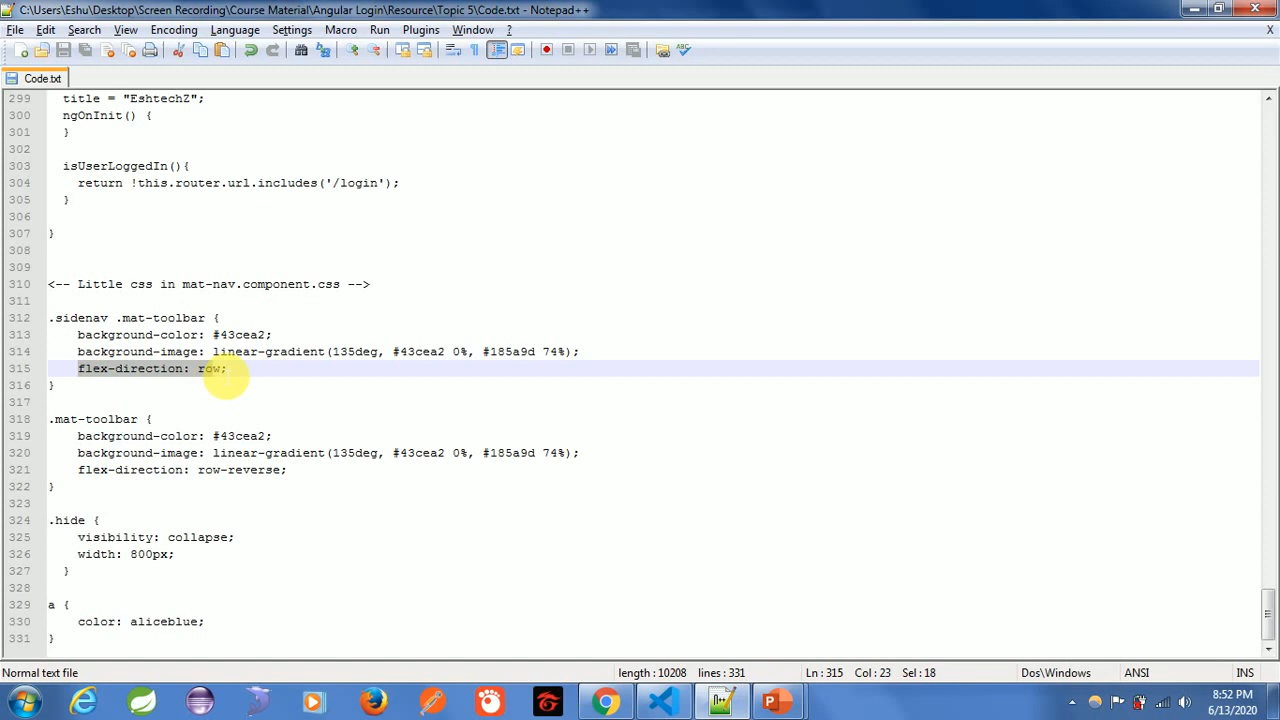 C:\Users\Eshu\Desktop\Screen Recording\Course Material\Angular Login\Resource\Topic 5\Code.txt - Notepad++
File Edit Search View Encoding Language Settings Macro Run Plugins Window ? X
Code.txt
299 title = "EshtechZ";
300 ngOnInit() {
301 }
302
303 isUserLoggedIn(){
304 return !this.router.url.includes('/login');
305 }
306
307 }
308
309
310 <-- Little css in mat-nav.component.css -->
311
312 .sidenav .mat-toolbar {
313 background-color: #43cea2;
314 background-image: linear-gradient(135deg, #43cea2 0%, #185a9d 74%);
315 flex-direction: row;
316 }
317
318 .mat-toolbar {
319 background-color: #43cea2;
320 background-image: linear-gradient(135deg, #43cea2 0%, #185a9d 74%);
321 flex-direction: row-reverse;
322 }
323
324 .hide {
325 visibility: collapse;
326 width: 800px;
327 }
328
329 a {
330 color: aliceblue;
331 }
Normal text file length : 10208 lines : 331 Ln : 315 Col : 23 Sel : 18 Dos\Windows ANSI INS
8:52 PM
6/13/2020